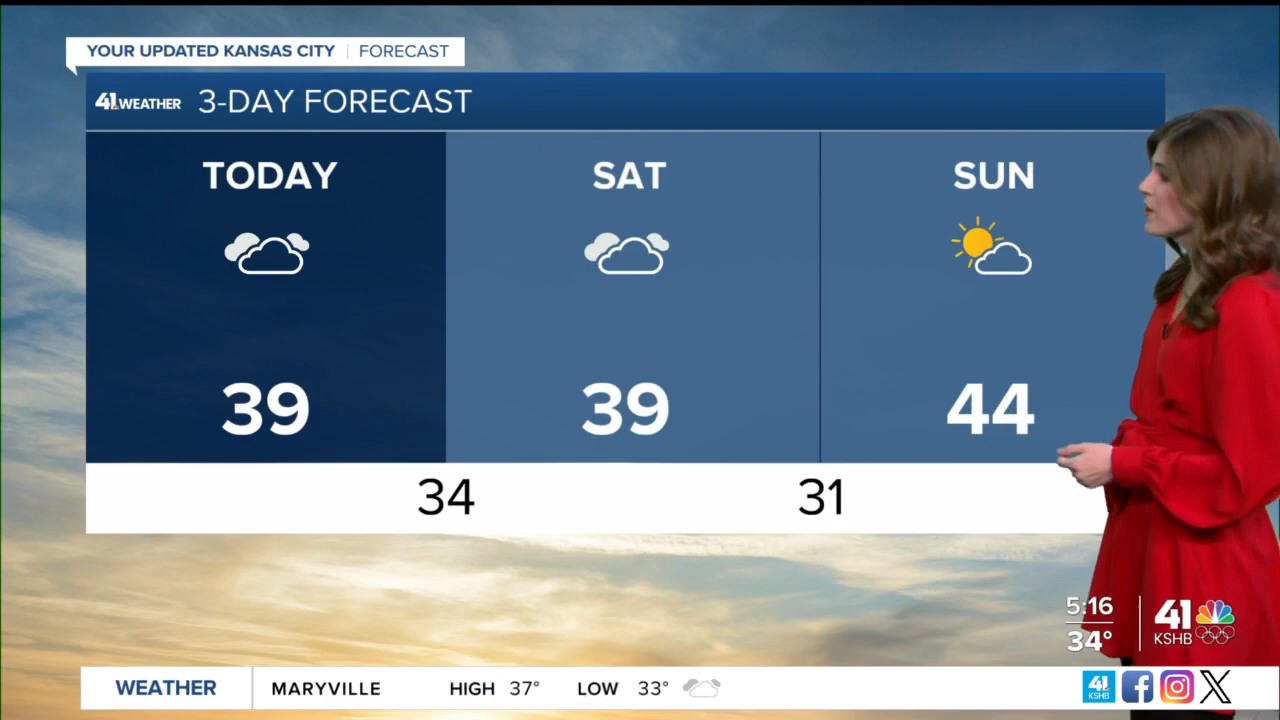 YOUR UPDATED KANSAS CITY | FORECAST
41 WEATHER 3-DAY FORECAST
TODAY SAT SUN
39 39 44
34 31
5:16
34°
41
KSHB
WEATHER MARYVILLE HIGH 37° LOW 33°
41
KSHB